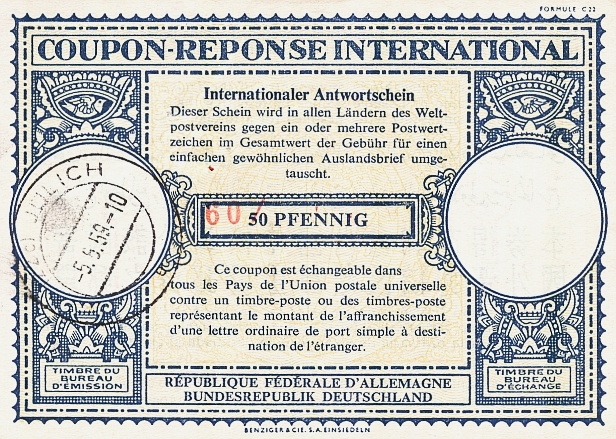 FORMULE C 22
COUPON-REPONSE INTERNATIONAL
Internationaler Antwortschein
Dieser Schein wird in allen Ländern des Welt-
postvereins gegen ein oder mehrere Postwert-
zeichen im Gesamtwert der Gebühr für einen
einfachen gewöhnlichen Auslandsbrief umge-
tauscht.
JÜLICH
-5.9.59.-10
60
50 PFENNIG
Ce coupon est échangeable dans
tous les Pays de l'Union postale universelle
contre un timbre-poste ou des timbres-poste
représentant le montant de l'affranchissement
d'une lettre ordinaire de port simple à desti-
nation de l'étranger.
TIMBRE DU
BUREAU
D'ÉMISSION
RÉPUBLIQUE FÉDÉRALE D'ALLEMAGNE
BUNDESREPUBLIK DEUTSCHLAND
TIMBRE DU
BUREAU
D'ÉCHANGE
BENZIGER & CIE. S.A. EINSIEDELN